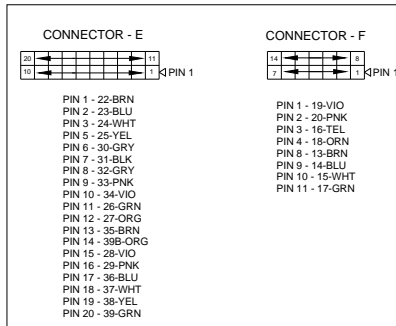 CONNECTOR - E
20 11
10 1 PIN 1
PIN 1 - 22-BRN
PIN 2 - 23-BLU
PIN 3 - 24-WHT
PIN 5 - 25-YEL
PIN 6 - 30-GRY
PIN 7 - 31-BLK
PIN 8 - 32-GRY
PIN 9 - 33-PNK
PIN 10 - 34-VIO
PIN 11 - 26-GRN
PIN 12 - 27-ORG
PIN 13 - 35-BRN
PIN 14 - 39B-ORG
PIN 15 - 28-VIO
PIN 16 - 29-PNK
PIN 17 - 36-BLU
PIN 18 - 37-WHT
PIN 19 - 38-YEL
PIN 20 - 39-GRN
CONNECTOR - F
14 8
7 1 PIN 1
PIN 1 - 19-VIO
PIN 2 - 20-PNK
PIN 3 - 16-TEL
PIN 4 - 18-ORN
PIN 8 - 13-BRN
PIN 9 - 14-BLU
PIN 10 - 15-WHT
PIN 11 - 17-GRN